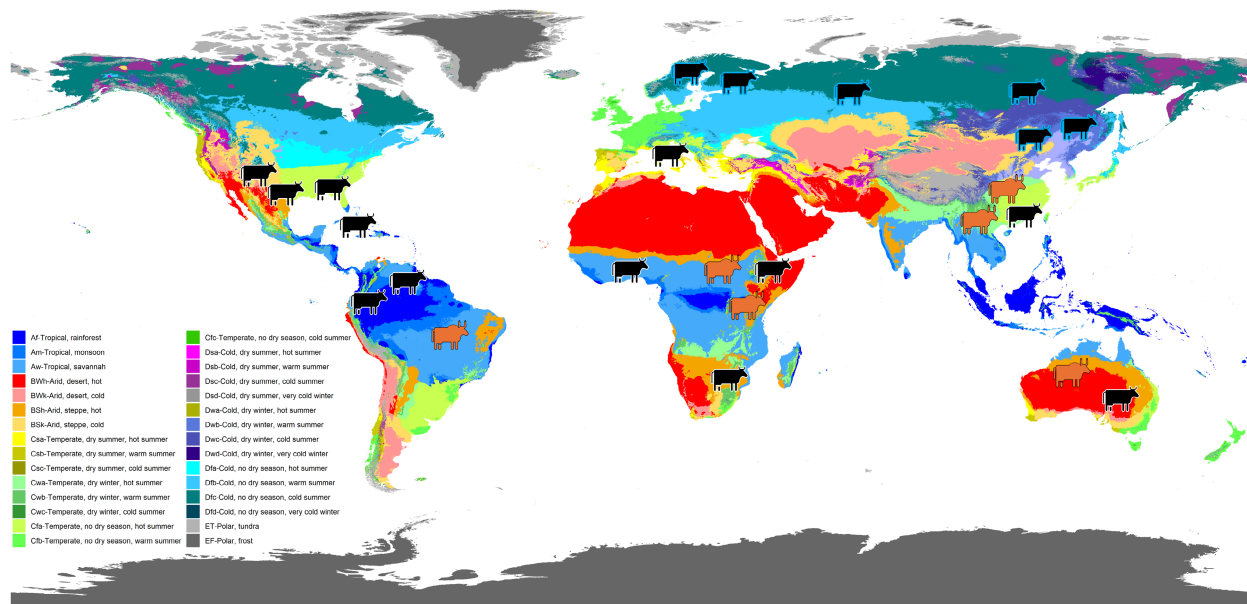 Af-Tropical, rainforest
Am-Tropical, monsoon
Aw-Tropical, savannah
BWh-Arid, desert, hot
BWk-Arid, desert, cold
BSh-Arid, steppe, hot
BSk-Arid, steppe, cold
Csa-Temperate, dry summer, hot summer
Csb-Temperate, dry summer, warm summer
Csc-Temperate, dry summer, cold summer
Cwa-Temperate, dry winter, hot summer
Cwb-Temperate, dry winter, warm summer
Cwc-Temperate, dry winter, cold summer
Cfa-Temperate, no dry season, hot summer
Cfb-Temperate, no dry season, warm summer
Cfc-Temperate, no dry season, cold summer
Dsa-Cold, dry summer, hot summer
Dsb-Cold, dry summer, warm summer
Dsc-Cold, dry summer, cold summer
Dsd-Cold, dry summer, very cold winter
Dwa-Cold, dry winter, hot summer
Dwb-Cold, dry winter, warm summer
Dwc-Cold, dry winter, cold summer
Dwd-Cold, dry winter, very cold winter
Dfa-Cold, no dry season, hot summer
Dfb-Cold, no dry season, warm summer
Dfc-Cold, no dry season, cold summer
Dfd-Cold, no dry season, very cold winter
ET-Polar, tundra
EF-Polar, frost